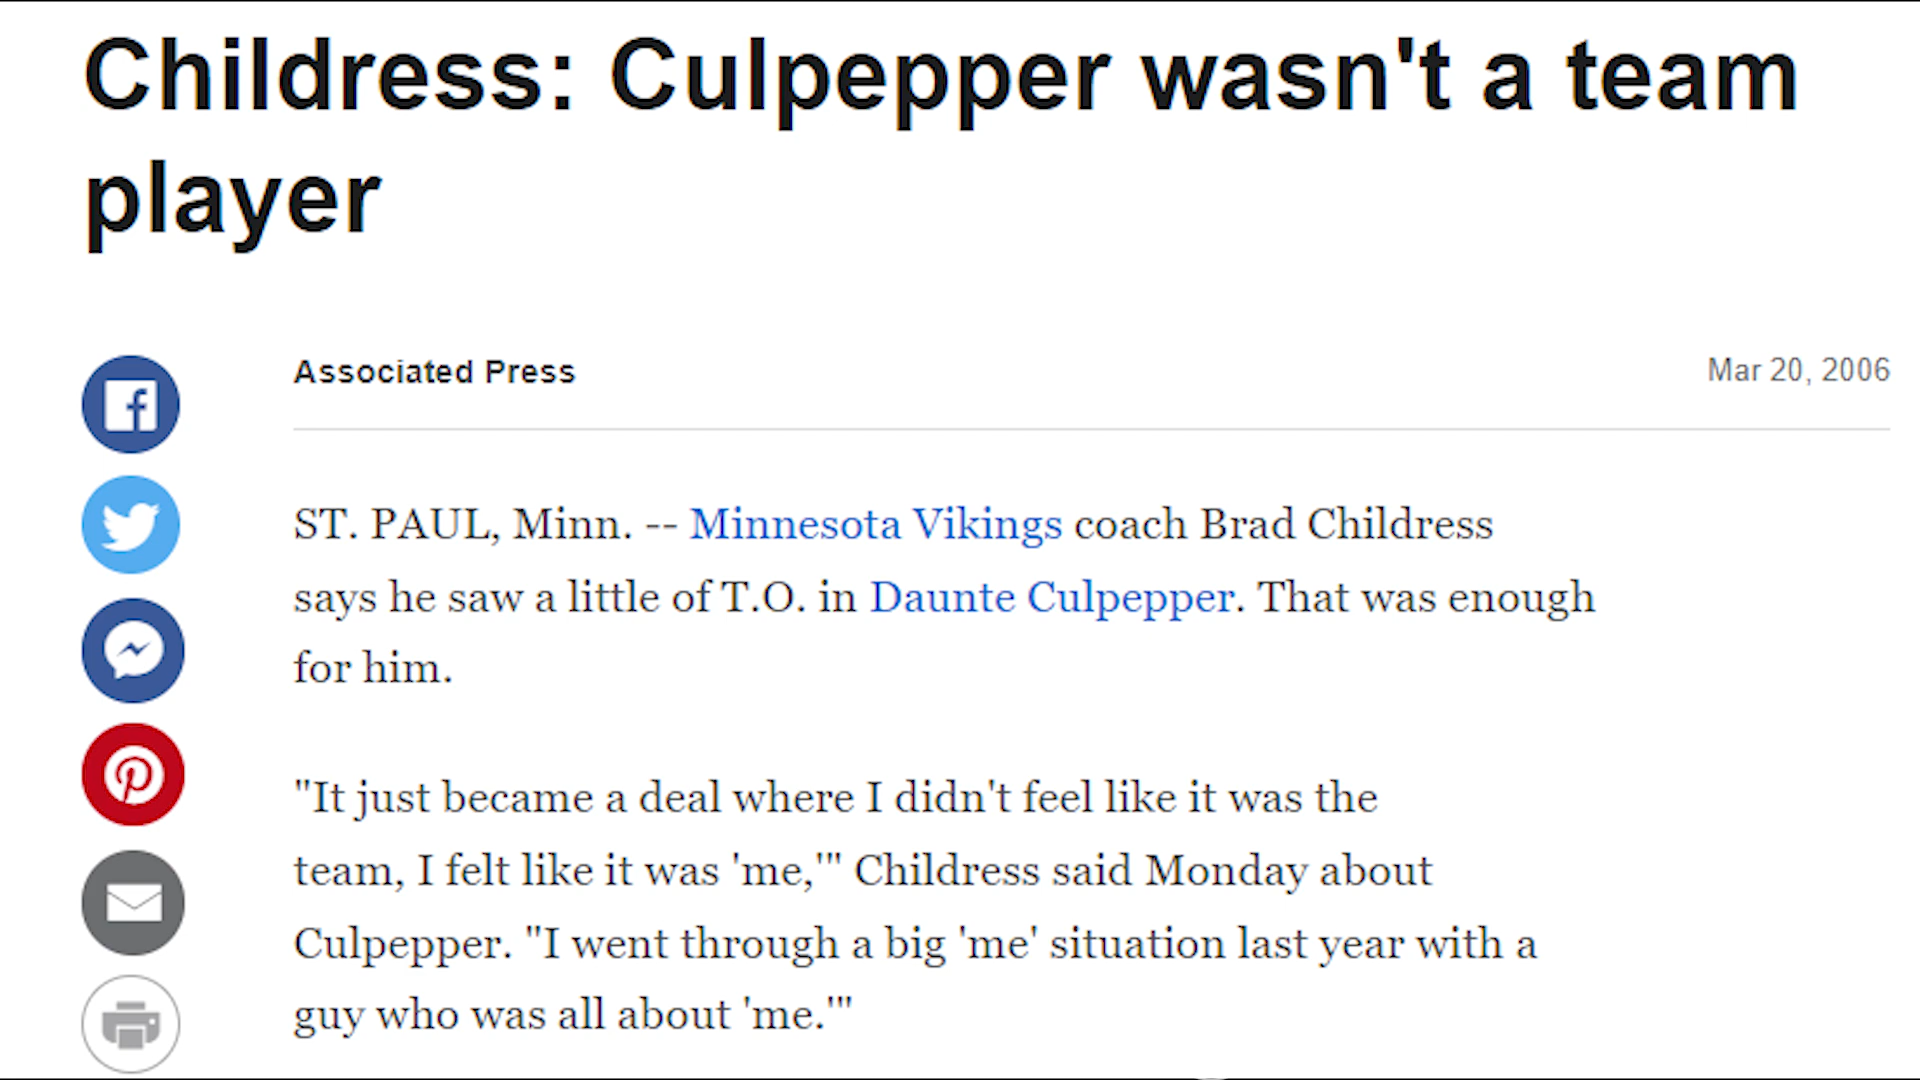 Childress: Culpepper wasn't a team
player
Associated Press
Mar 20, 2006
ST. PAUL, Minn. -- Minnesota Vikings coach Brad Childress
says he saw a little of T.O. in Daunte Culpepper. That was enough
for him.
"It just became a deal where I didn't feel like it was the
team, I felt like it was 'me,'" Childress said Monday about
Culpepper. "I went through a big 'me' situation last year with a
guy who was all about 'me.'"